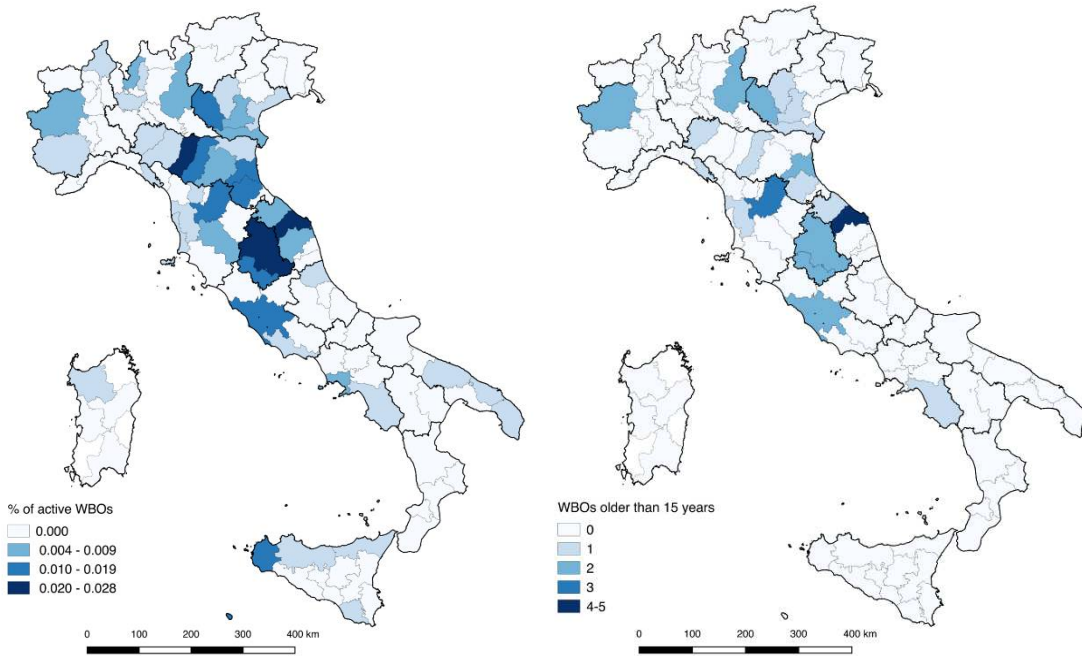 % of active WBOs
0.000
0.004 - 0.009
0.010 - 0.019
0.020 - 0.028
0 100 200 300 400 km
WBOs older than 15 years
0
1
2
3
4-5
0 100 200 300 400 km